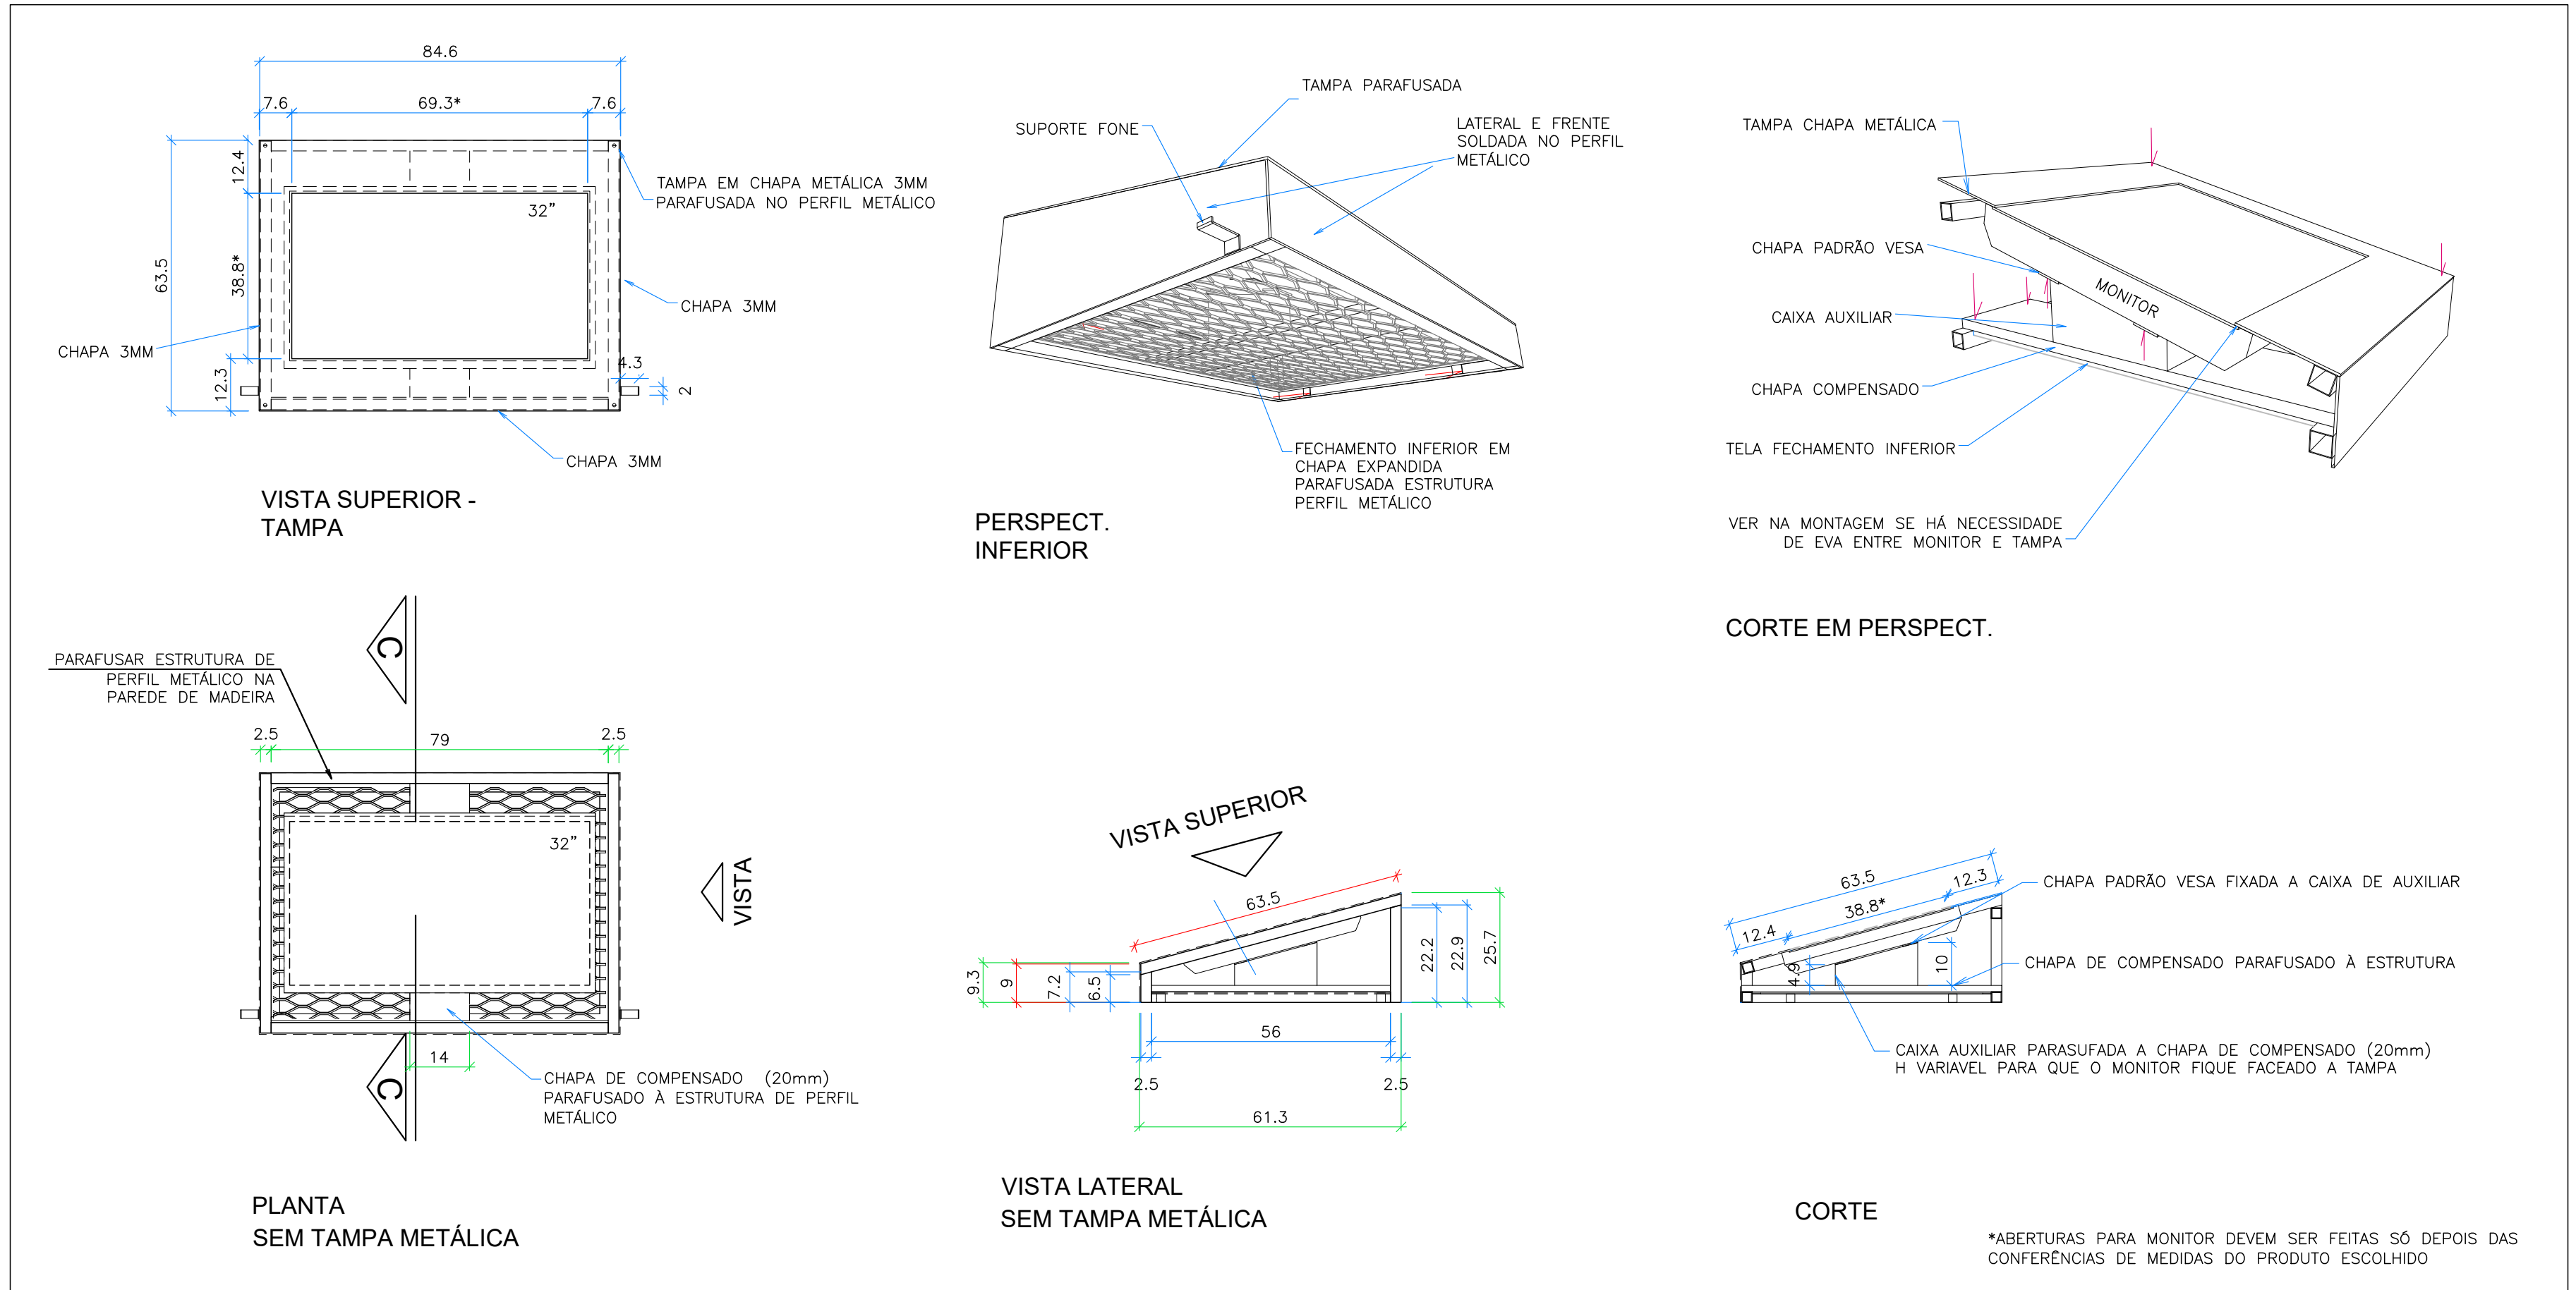 84.6
7.6
69.3*
7.6
12.4
63.5
38.8*
12.3
32”
TAMPA EM CHAPA METÁLICA 3MM
PARAFUSADA NO PERFIL METÁLICO
CHAPA 3MM
CHAPA 3MM
4.3
2
CHAPA 3MM
VISTA SUPERIOR -
TAMPA
TAMPA PARAFUSADA
SUPORTE FONE
LATERAL E FRENTE
SOLDADA NO PERFIL
METÁLICO
FECHAMENTO INFERIOR EM
CHAPA EXPANDIDA
PARAFUSADA ESTRUTURA
PERFIL METÁLICO
PERSPECT.
INFERIOR
TAMPA CHAPA METÁLICA
CHAPA PADRÃO VESA
MONITOR
CAIXA AUXILIAR
CHAPA COMPENSADO
TELA FECHAMENTO INFERIOR
VER NA MONTAGEM SE HÁ NECESSIDADE
DE EVA ENTRE MONITOR E TAMPA
CORTE EM PERSPECT.
C
PARAFUSAR ESTRUTURA DE
PERFIL METÁLICO NA
PAREDE DE MADEIRA
2.5
79
2.5
32”
VISTA
14
C
CHAPA DE COMPENSADO (20mm)
PARAFUSADO À ESTRUTURA DE PERFIL
METÁLICO
PLANTA
SEM TAMPA METÁLICA
VISTA SUPERIOR
63.5
9.3
9
7.2
6.5
22.2
22.9
25.7
56
2.5
2.5
61.3
VISTA LATERAL
SEM TAMPA METÁLICA
63.5
12.3
38.8*
12.4
4.9
10
CHAPA PADRÃO VESA FIXADA A CAIXA DE AUXILIAR
CHAPA DE COMPENSADO PARAFUSADO À ESTRUTURA
CAIXA AUXILIAR PARASUFADA A CHAPA DE COMPENSADO (20mm)
H VARIAVEL PARA QUE O MONITOR FIQUE FACEADO A TAMPA
CORTE
*ABERTURAS PARA MONITOR DEVEM SER FEITAS SÓ DEPOIS DAS
CONFERÊNCIAS DE MEDIDAS DO PRODUTO ESCOLHIDO